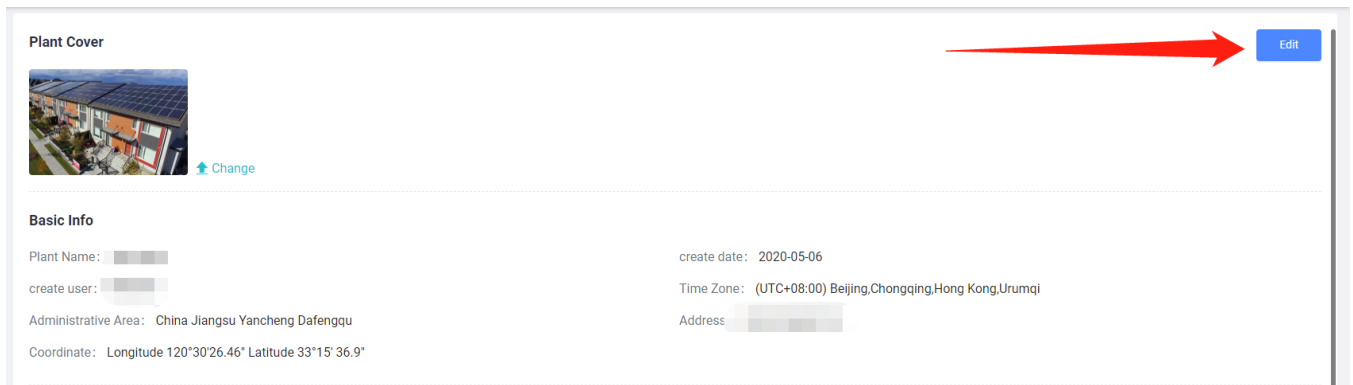 Plant Cover
Edit
Change
Basic Info
Plant Name:
create date: 2020-05-06
create user:
Time Zone: (UTC+08:00) Beijing,Chongqing,Hong Kong,Urumqi
Administrative Area: China Jiangsu Yancheng Dafengqu
Address
Coordinate: Longitude 120°30'26.46" Latitude 33°15' 36.9"